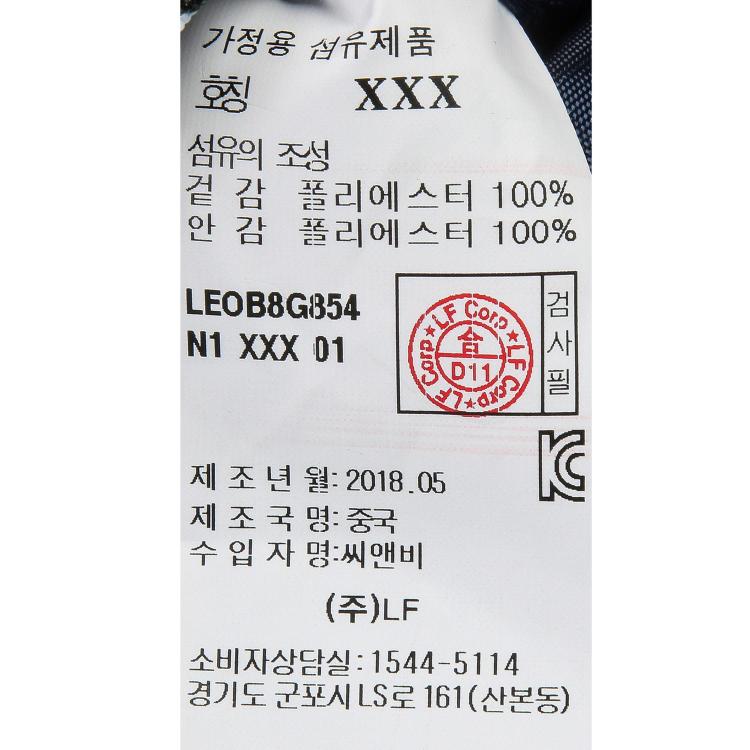 가정용 섬유제품
호칭 XXX
섬유의 조성
겉 감 폴리에스터 100%
안 감 폴리에스터 100%
LEOB8G854
N1 XXX 01
LF Corp★LF Corp★LF Corp★
合
D11
검사필
제조년월: 2018.05
제조국명: 중국
수입자명:씨앤비
(주)LF
소비자상담실: 1544-5114
경기도 군포시 LS로 161(산본동)